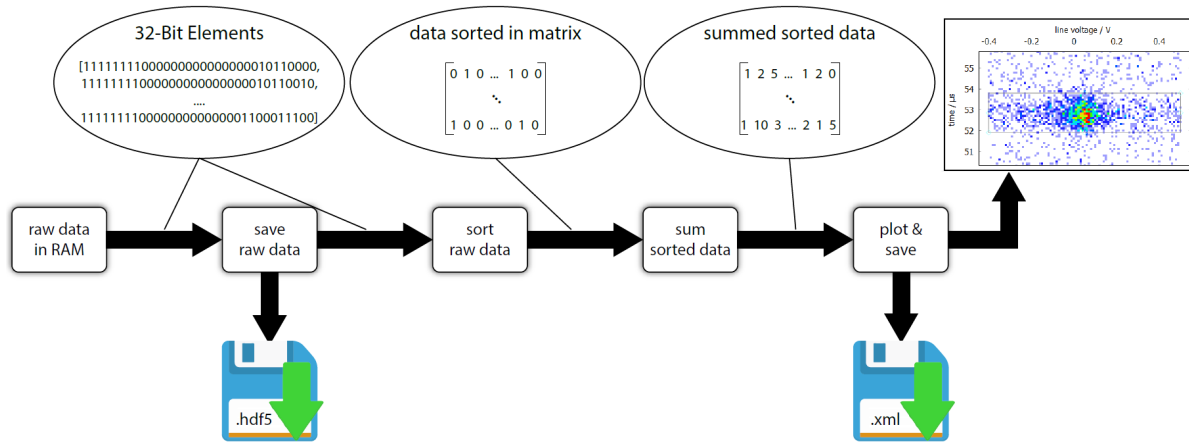 32-Bit Elements
[11111111100000000000000010110000,
11111111100000000000000010110010,
....
11111111100000000000001100011100]
data sorted in matrix
0 1 0 ... 1 0 0
⋱
1 0 0 ... 0 1 0
summed sorted data
1 2 5 ... 1 2 0
⋱
1 10 3 ... 2 1 5
line voltage / V
-0.4 -0.2 0 0.2 0.4
time / µs
55
54
53
52
51
raw data
in RAM
save
raw data
sort
raw data
sum
sorted data
plot &
save
.hdf5
.xml